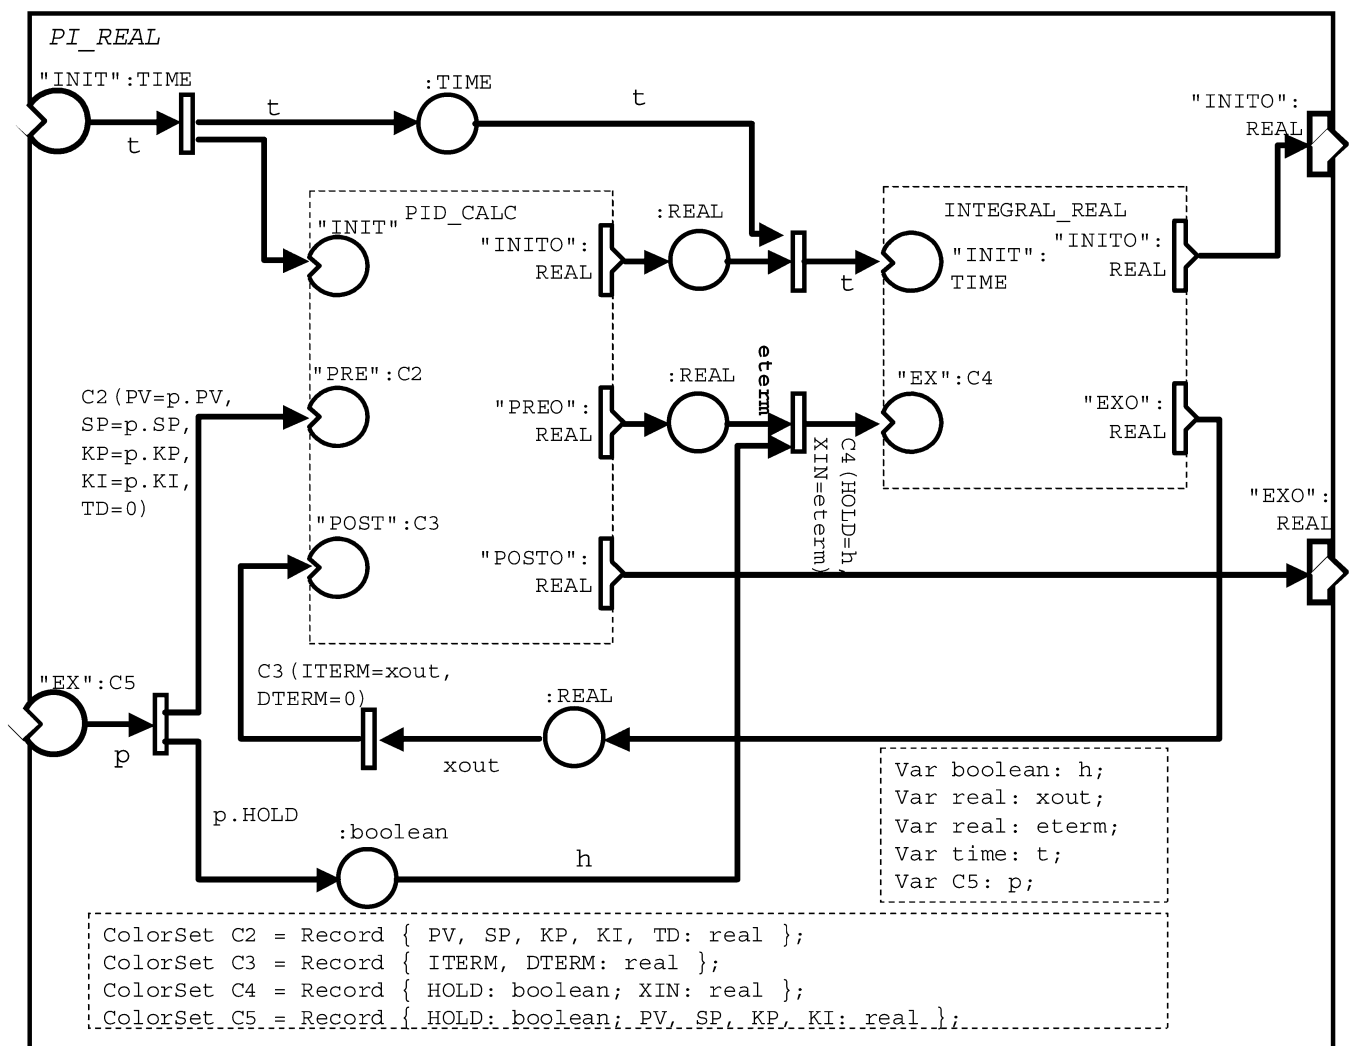 PI_REAL
"INIT":TIME
:TIME
t
t
t
"INITO":
REAL
PID_CALC
"INIT"
"INITO":
REAL
:REAL
INTEGRAL_REAL
"INIT":
TIME
"INITO":
REAL
t
C2(PV=p.PV,
SP=p.SP,
KP=p.KP,
KI=p.KI,
TD=0)
"PRE":C2
"PREO":
REAL
:REAL
eterm
"EX":C4
"EXO":
REAL
C4(HOLD=h,
XIN=eterm)
"POST":C3
"POSTO":
REAL
"EXO":
REAL
"EX":C5
p
C3(ITERM=xout,
DTERM=0)
:REAL
xout
p.HOLD
:boolean
h
Var boolean: h;
Var real: xout;
Var real: eterm;
Var time: t;
Var C5: p;
ColorSet C2 = Record { PV, SP, KP, KI, TD: real };
ColorSet C3 = Record { ITERM, DTERM: real };
ColorSet C4 = Record { HOLD: boolean; XIN: real };
ColorSet C5 = Record { HOLD: boolean; PV, SP, KP, KI: real };